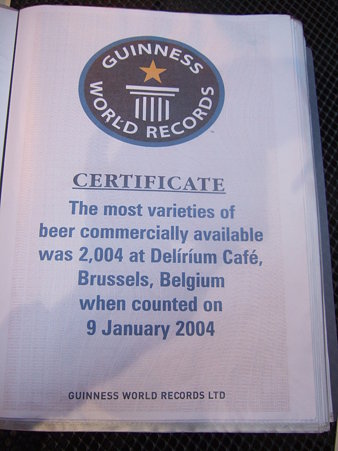 GUINNESS
WORLD RECORDS
CERTIFICATE
The most varieties of
beer commercially available
was 2,004 at Delíríum Café,
Brussels, Belgium
when counted on
9 January 2004
GUINNESS WORLD RECORDS LTD